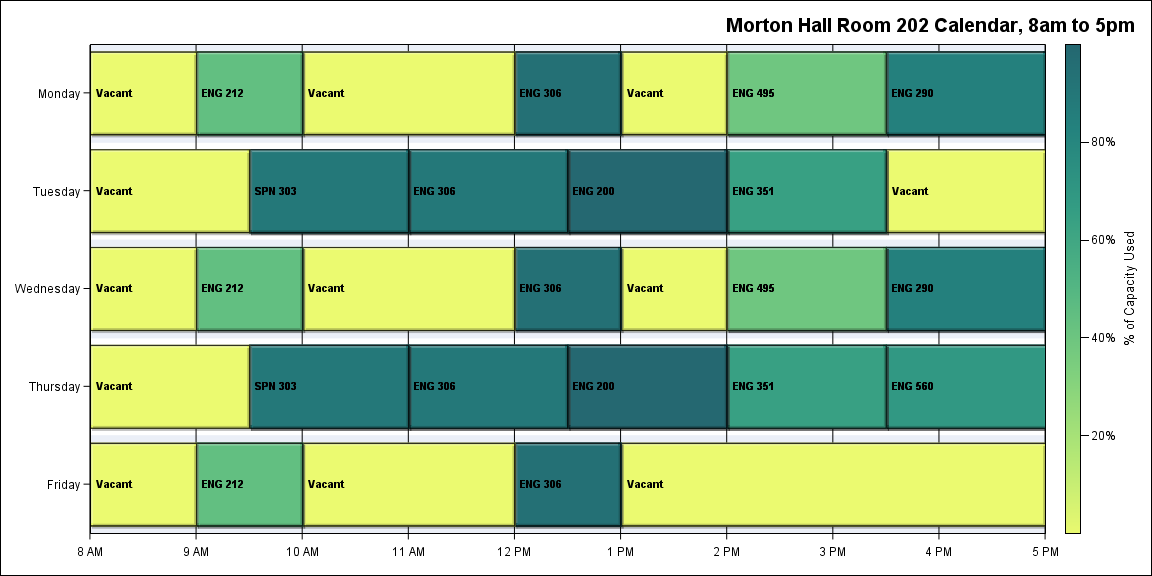 Morton Hall Room 202 Calendar, 8am to 5pm
Monday
Vacant
ENG 212
Vacant
ENG 306
Vacant
ENG 495
ENG 290
Tuesday
Vacant
SPN 303
ENG 306
ENG 200
ENG 351
Vacant
Wednesday
Vacant
ENG 212
Vacant
ENG 306
Vacant
ENG 495
ENG 290
Thursday
Vacant
SPN 303
ENG 306
ENG 200
ENG 351
ENG 560
Friday
Vacant
ENG 212
Vacant
ENG 306
Vacant
8 AM
9 AM
10 AM
11 AM
12 PM
1 PM
2 PM
3 PM
4 PM
5 PM
80%
60%
40%
20%
% of Capacity Used